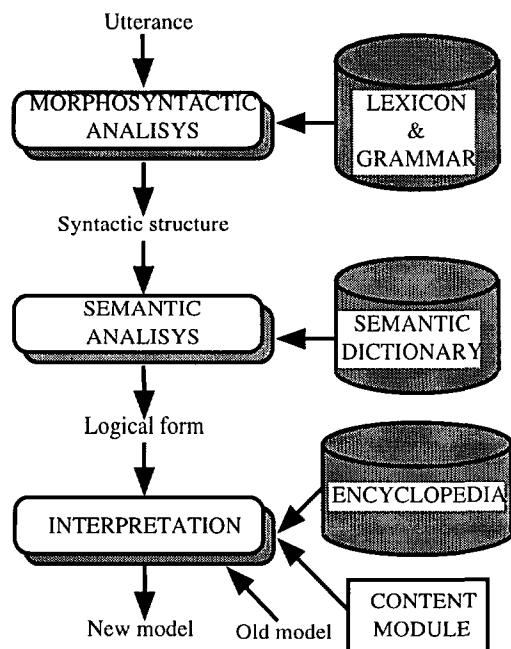 Utterance
MORPHOSYNTACTIC
ANALISYS
LEXICON
&
GRAMMAR
Syntactic structure
SEMANTIC
ANALISYS
SEMANTIC
DICTIONARY
Logical form
ENCYCLOPEDIA
INTERPRETATION
New model
Old model
CONTENT
MODULE